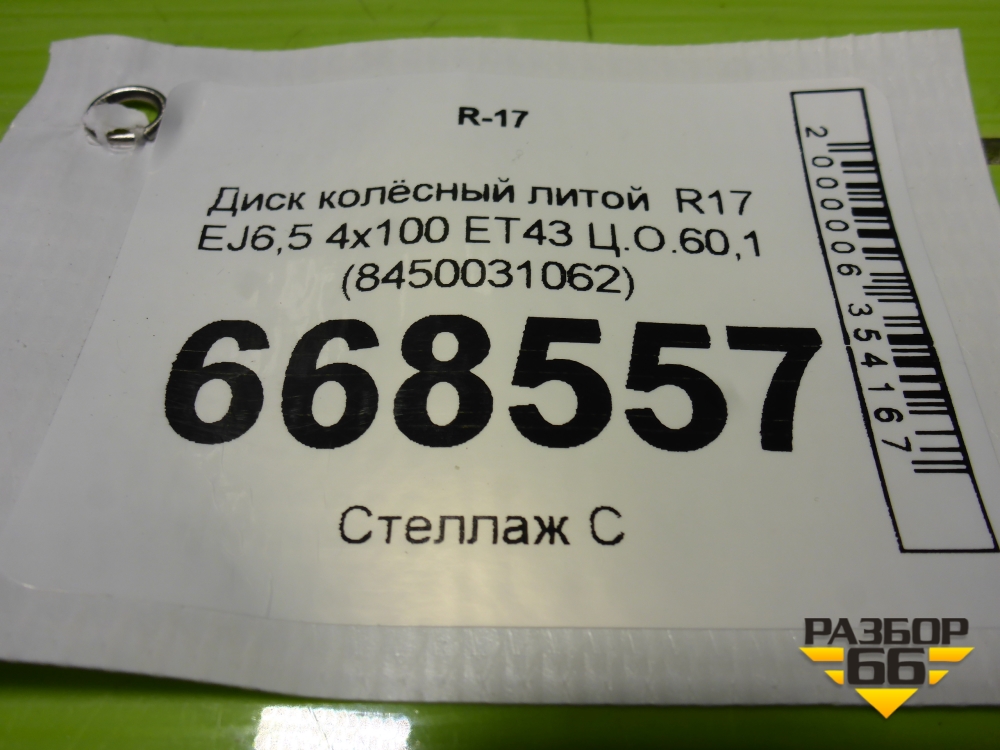 R-17
Диск колёсный литой R17
EJ6,5 4x100 ET43 Ц.О.60,1
(8450031062)
668557
Стеллаж С
2000006354167
РАЗБОР
66